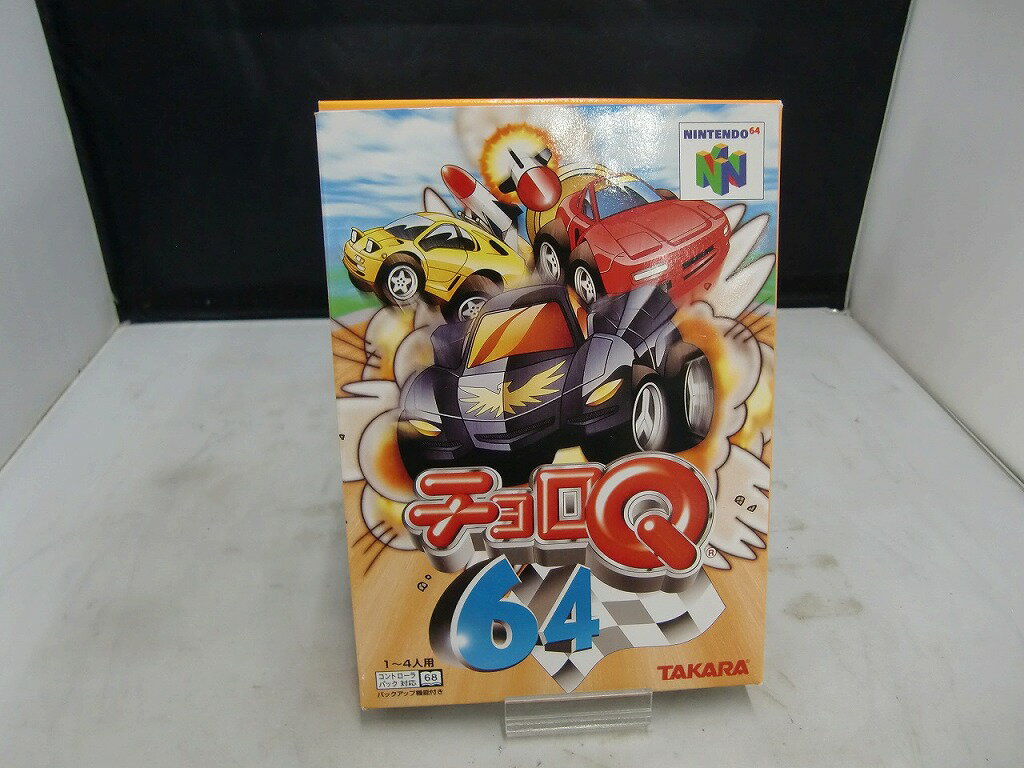 NINTENDO64
チョロQ
®
64
1〜4人用
コントローラ
パック対応
68
バックアップ機能付き
TAKARA